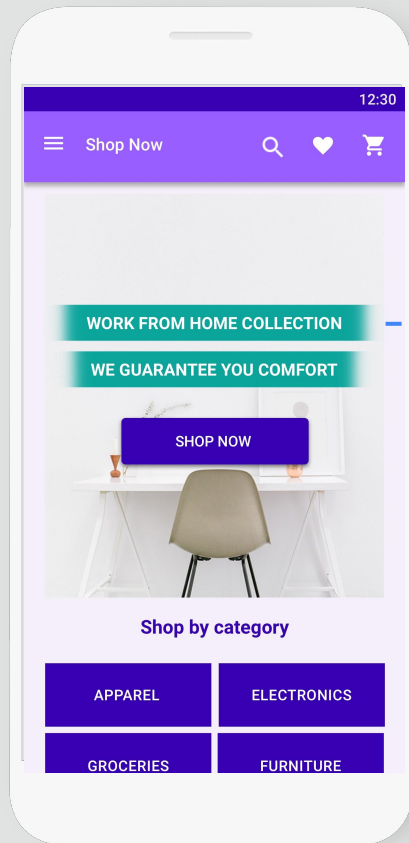 12:30
Shop Now
WORK FROM HOME COLLECTION
WE GUARANTEE YOU COMFORT
SHOP NOW
Shop by category
APPAREL ELECTRONICS
GROCERIES FURNITURE